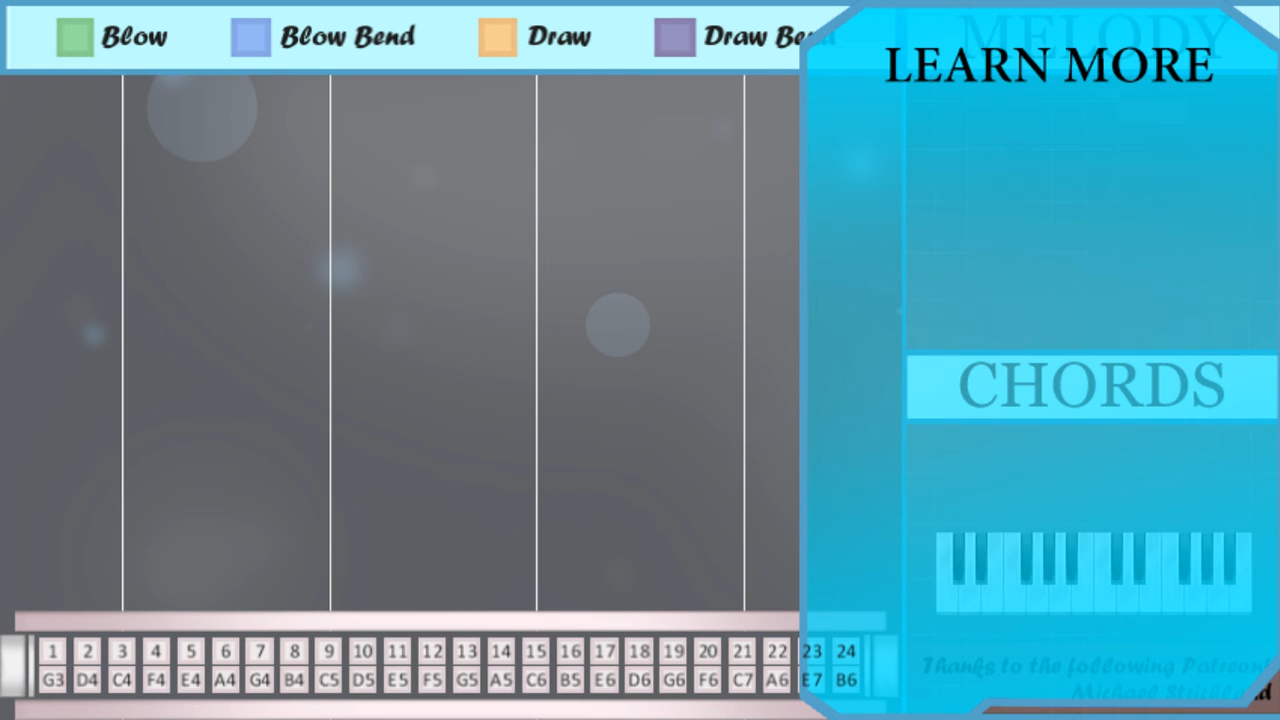 Blow Blow Bend Draw Draw Bend
MELODY
LEARN MORE
CHORDS
1 2 3 4 5 6 7 8 9 10 11 12 13 14 15 16 17 18 19 20 21 22 23 24
G3 D4 C4 F4 E4 A4 G4 B4 C5 D5 E5 F5 G5 A5 C6 B5 E6 D6 G6 F6 C7 A6 E7 B6
Thanks to the following Patreon
Michael Strickland